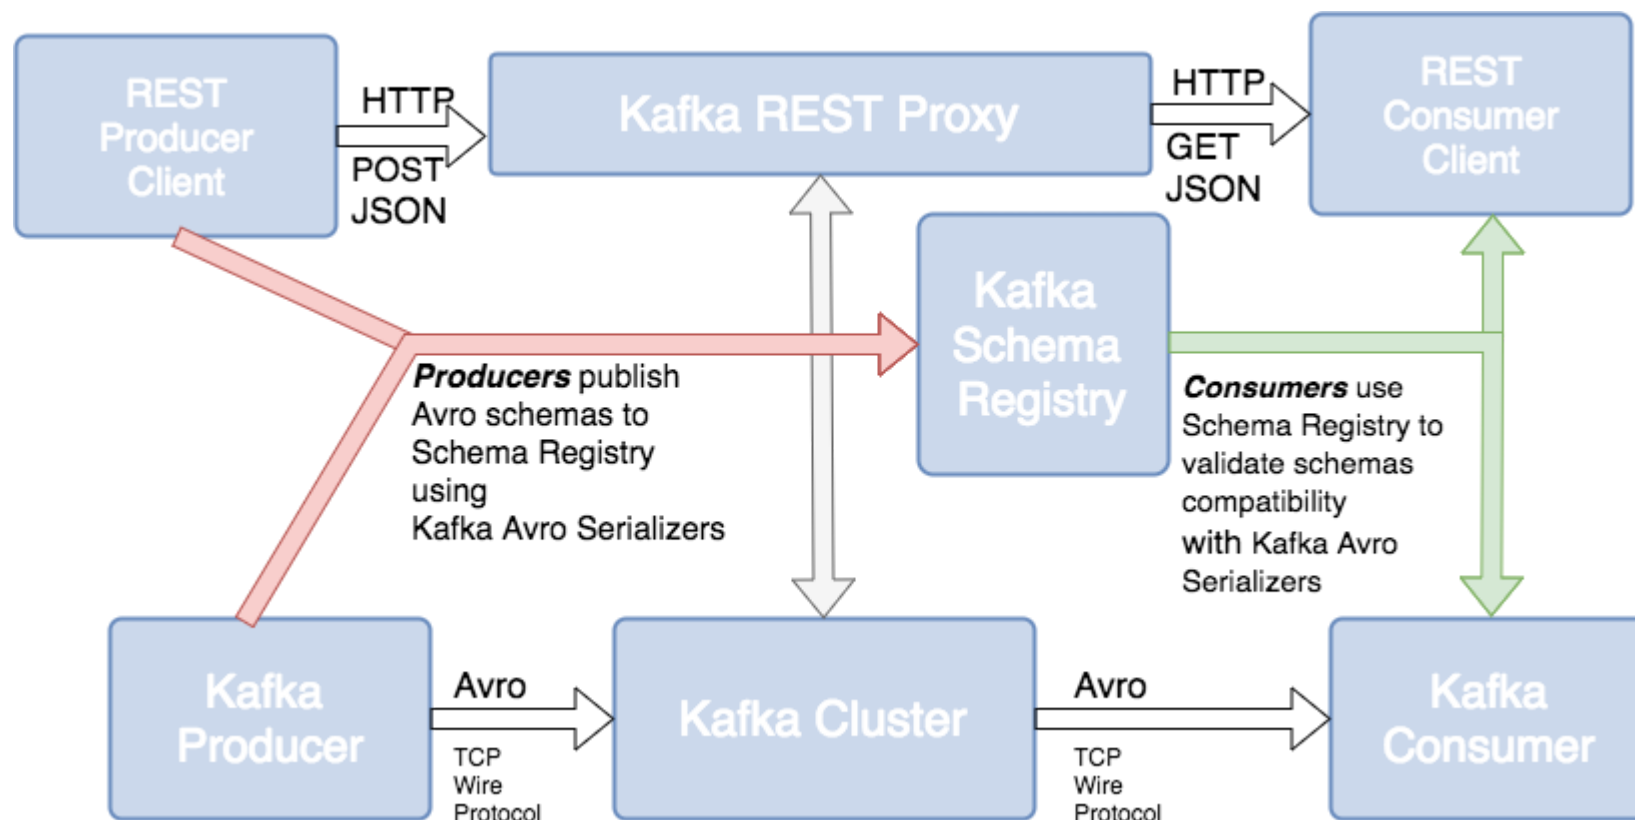 REST
Producer
Client
HTTP
POST
JSON
Kafka REST Proxy
HTTP
GET
JSON
REST
Consumer
Client
Kafka
Schema
Registry
Producers publish
Avro schemas to
Schema Registry
using
Kafka Avro Serializers
Consumers use
Schema Registry to
validate schemas
compatibility
with Kafka Avro
Serializers
Kafka
Producer
Avro
TCP
Wire
Protocol
Kafka Cluster
Avro
TCP
Wire
Protocol
Kafka
Consumer